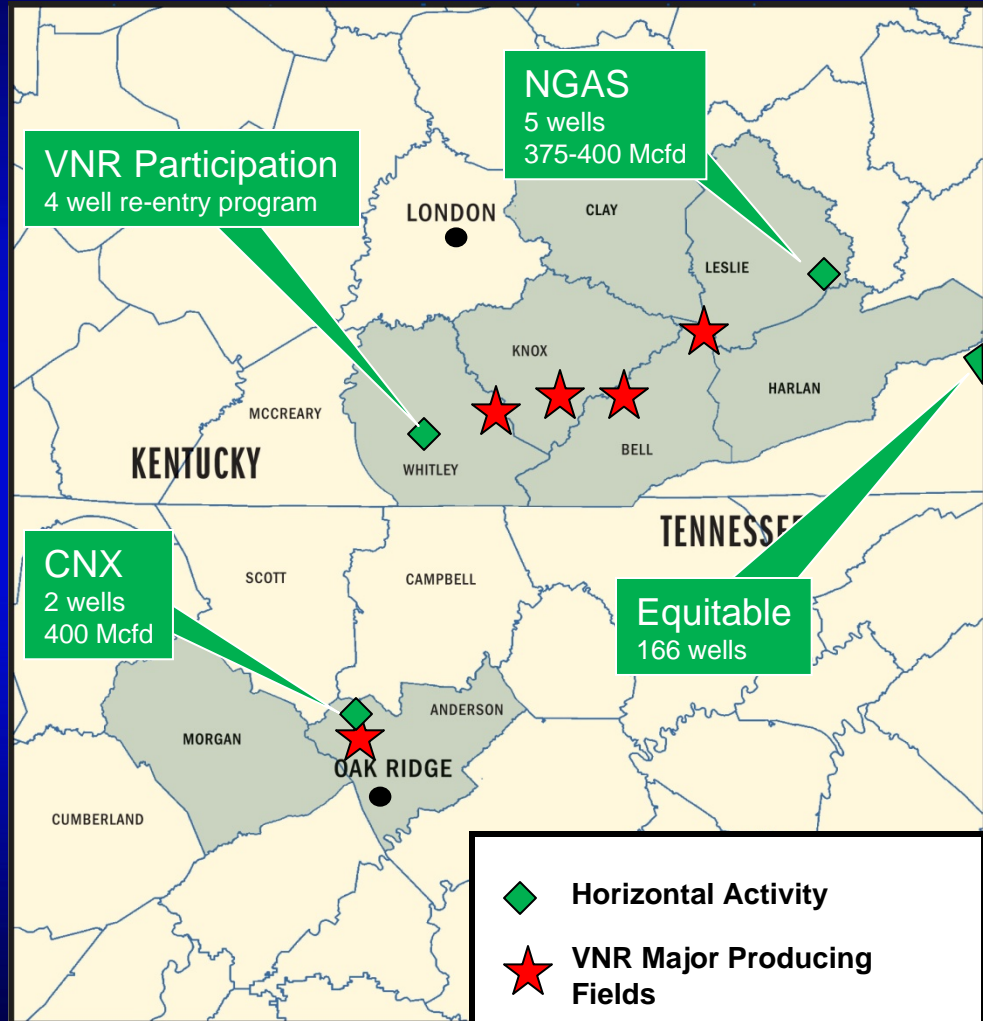 NGAS
5 wells
375-400 Mcfd
VNR Participation
4 well re-entry program
LONDON
CLAY
LESLIE
KNOX
HARLAN
MCCREARY
BELL
KENTUCKY
WHITLEY
TENNESSE
CNX
2 wells
400 Mcfd
SCOTT
CAMPBELL
Equitable
166 wells
ANDERSON
MORGAN
OAK RIDGE
CUMBERLAND
Horizontal Activity
VNR Major Producing
Fields